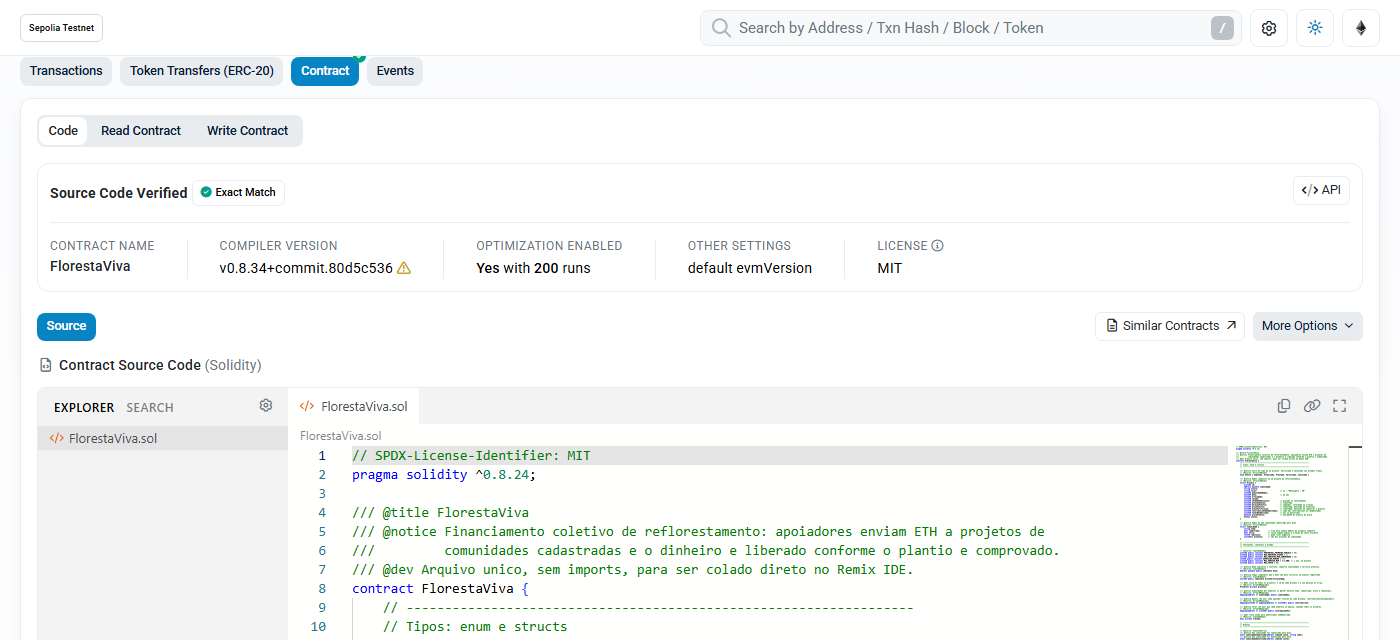 Sepolia Testnet
Search by Address / Txn Hash / Block / Token
/
Transactions
Token Transfers (ERC-20)
Contract
Events
Code
Read Contract
Write Contract
Source Code Verified
Exact Match
</> API
CONTRACT NAME
COMPILER VERSION
OPTIMIZATION ENABLED
OTHER SETTINGS
LICENSE
FlorestaViva
v0.8.34+commit.80d5c536
Yes with 200 runs
default evmVersion
MIT
Source
Similar Contracts
More Options
Contract Source Code (Solidity)
EXPLORER
SEARCH
</> FlorestaViva.sol
</> FlorestaViva.sol
FlorestaViva.sol
1 // SPDX-License-Identifier: MIT
2 pragma solidity ^0.8.24;
3
4 /// @title FlorestaViva
5 /// @notice Financiamento coletivo de reflorestamento: apoiadores enviam ETH a projetos de
6 /// comunidades cadastradas e o dinheiro e liberado conforme o plantio e comprovado.
7 /// @dev Arquivo unico, sem imports, para ser colado direto no Remix IDE.
8 contract FlorestaViva {
9 // ------------------------------------------------------------------
10 // Tipos: enum e structs